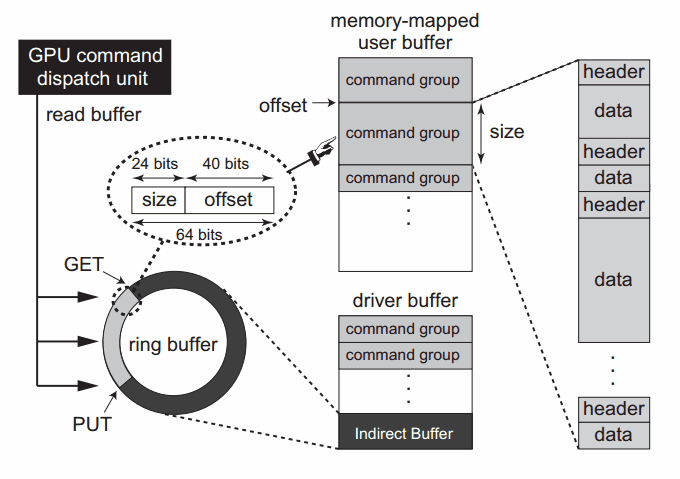 GPU command
dispatch unit
read buffer
24 bits
40 bits
size
offset
64 bits
GET
ring buffer
PUT
memory-mapped
user buffer
command group
offset
command group
size
command group
driver buffer
command group
command group
Indirect Buffer
header
data
header
data
header
data
header
data